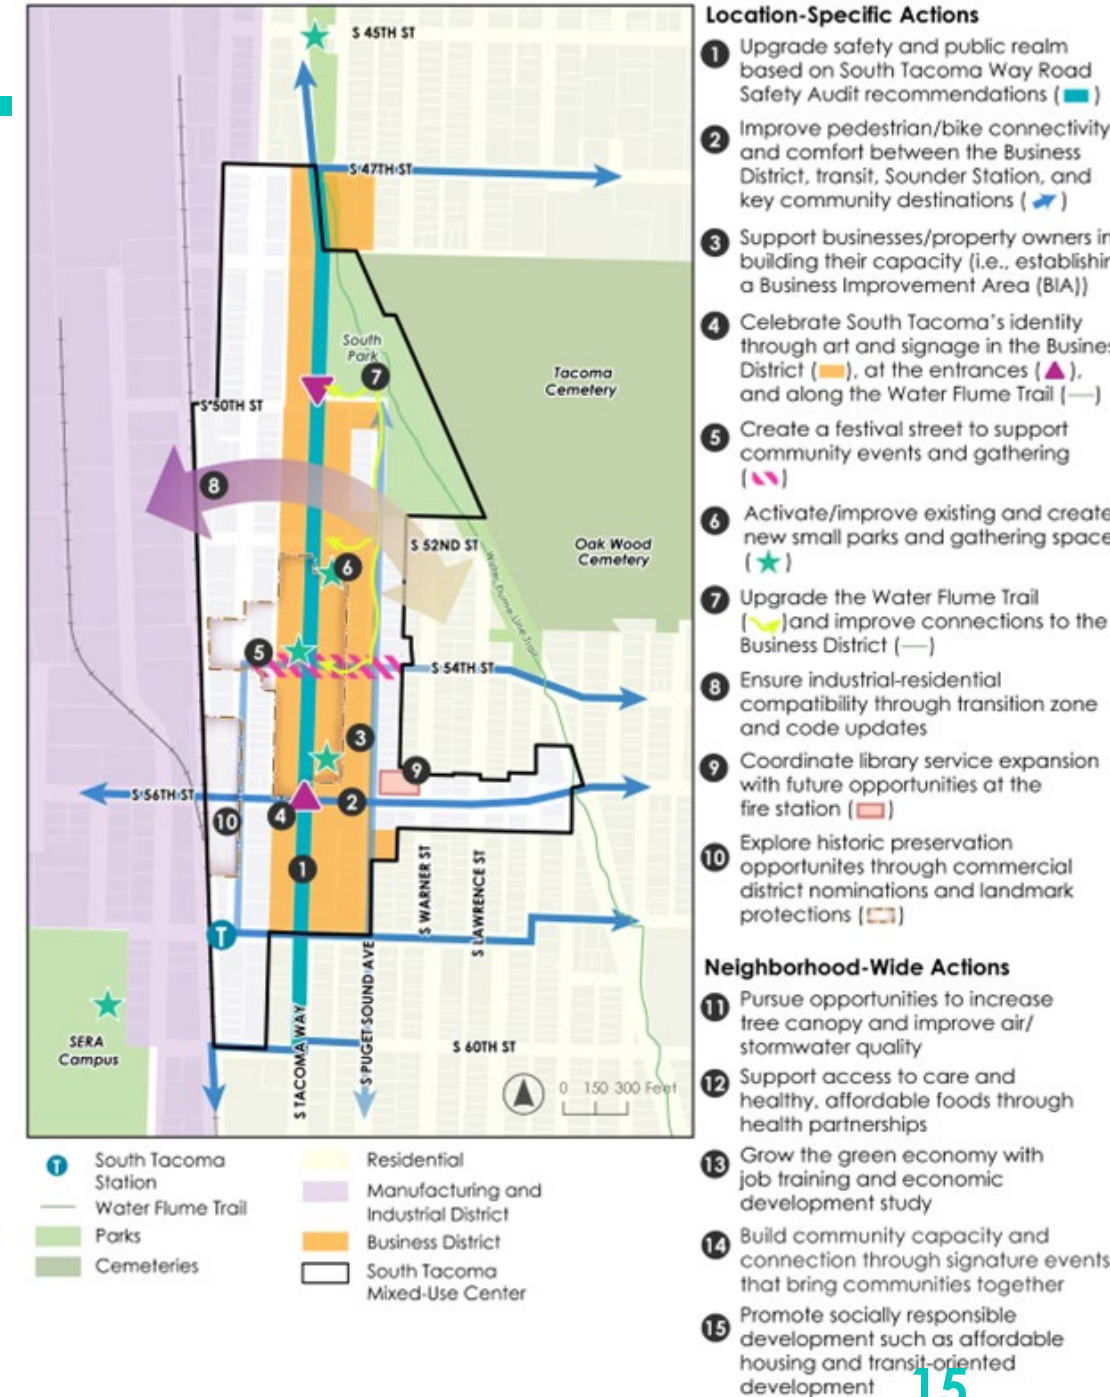 S 45TH ST
S 47TH ST
South
Park
7
Tacoma
Cemetery
S 50TH ST
8
S 52ND ST
Oak Wood
Cemetery
6
Water Flume Line Trail
5
S 54TH ST
3
9
S 56TH ST
4
2
10
1
S WARNER ST
S LAWRENCE ST
T
S TACOMA WAY
S PUGET SOUND AVE
SERA
Campus
S 60TH ST
0 150 300 Feet
T South Tacoma
Station
Water Flume Trail
Parks
Cemeteries
Residential
Manufacturing and
Industrial District
Business District
South Tacoma
Mixed-Use Center
Location-Specific Actions
1 Upgrade safety and public realm
based on South Tacoma Way Road
Safety Audit recommendations ( )
2 Improve pedestrian/bike connectivity
and comfort between the Business
District, transit, Sounder Station, and
key community destinations ( )
3 Support businesses/property owners in
building their capacity (i.e., establishin
a Business Improvement Area (BIA))
4 Celebrate South Tacoma's identity
through art and signage in the Busines
District ( ), at the entrances ( ),
and along the Water Flume Trail ( )
5 Create a festival street to support
community events and gathering
( )
6 Activate/improve existing and create
new small parks and gathering space
( )
7 Upgrade the Water Flume Trail
( )and improve connections to the
Business District ( )
8 Ensure industrial-residential
compatibility through transition zone
and code updates
9 Coordinate library service expansion
with future opportunities at the
fire station ( )
10 Explore historic preservation
opportunites through commercial
district nominations and landmark
protections ( )
Neighborhood-Wide Actions
11 Pursue opportunities to increase
tree canopy and improve air/
stormwater quality
12 Support access to care and
healthy, affordable foods through
health partnerships
13 Grow the green economy with
job training and economic
development study
14 Build community capacity and
connection through signature events
that bring communities together
15 Promote socially responsible
development such as affordable
housing and transit-oriented
development
15